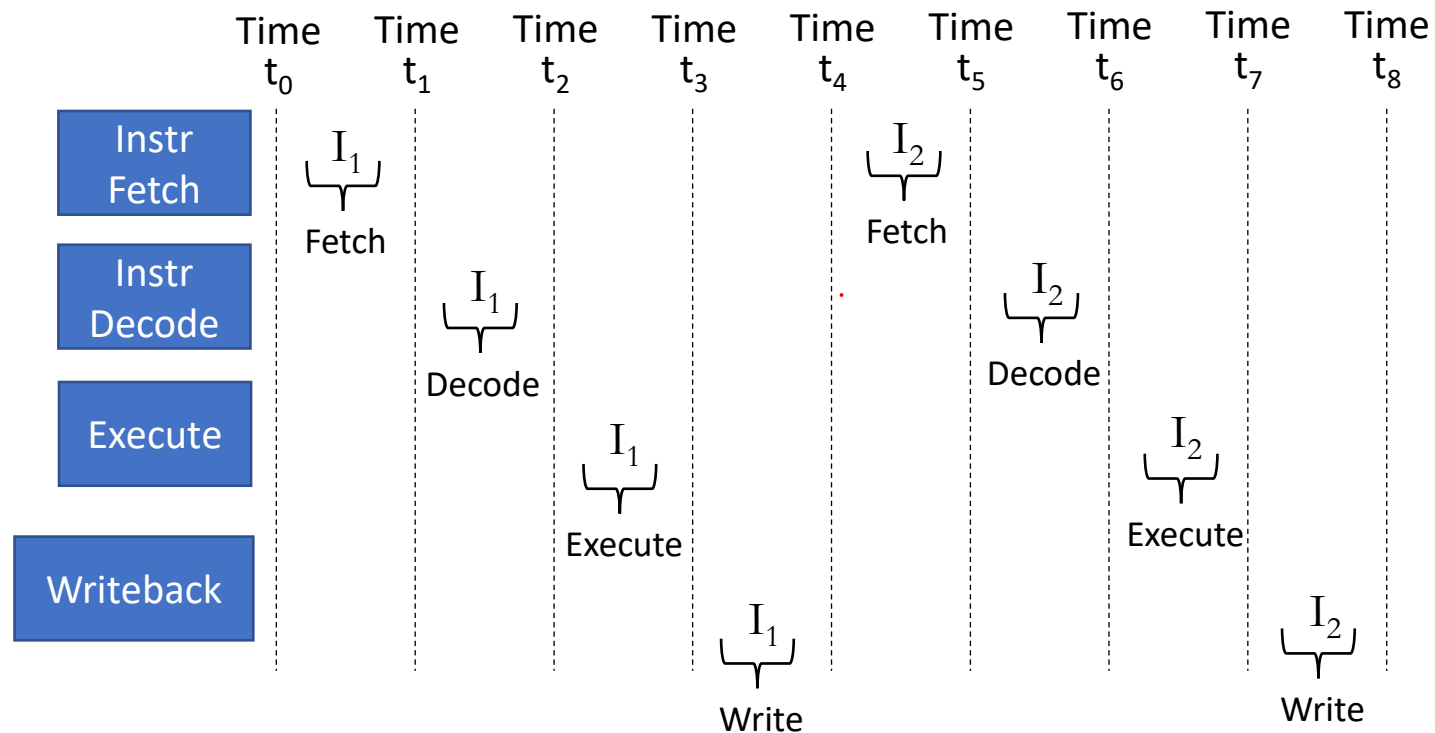 Time Time Time Time Time Time Time Time Time
t0 t1 t2 t3 t4 t5 t6 t7 t8
Instr
Fetch
I1
I2
Fetch
Fetch
Instr
Decode
I1
I2
Decode
Decode
Execute
I1
I2
Execute
Execute
Writeback
I1
I2
Write
Write